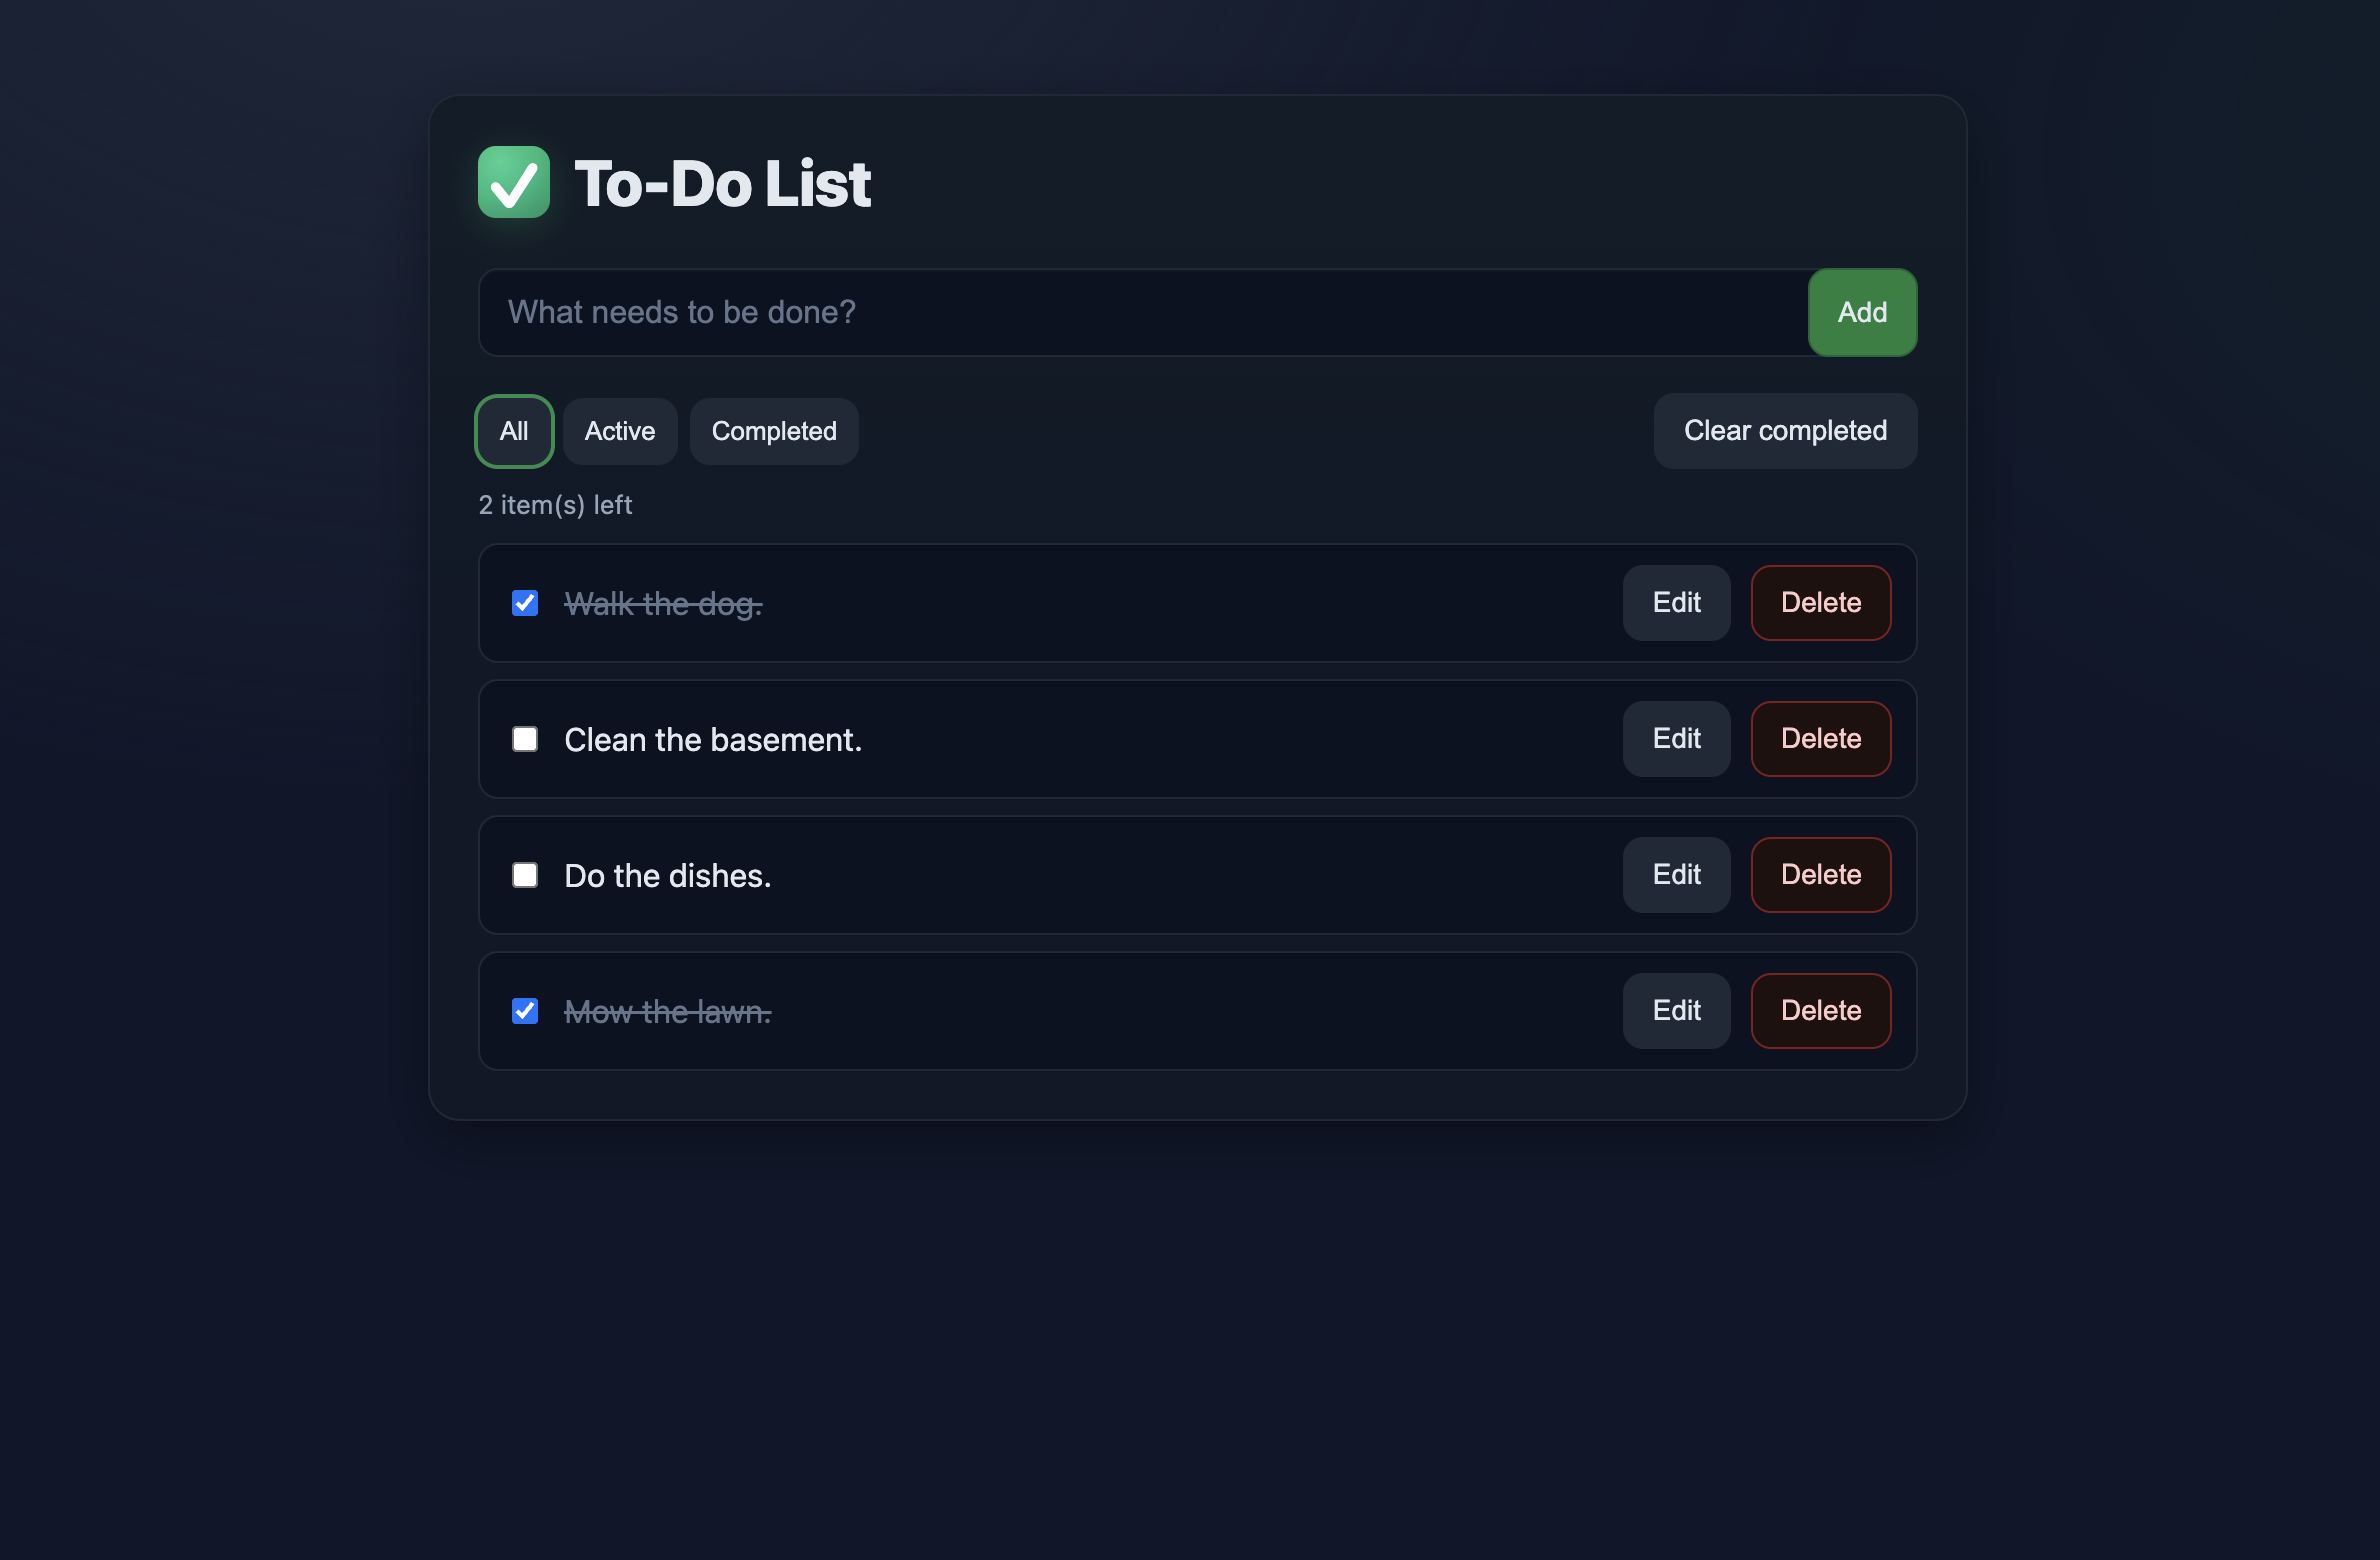 To-Do List
What needs to be done?
Add
All
Active
Completed
Clear completed
2 item(s) left
Walk the dog.
Edit
Delete
Clean the basement.
Edit
Delete
Do the dishes.
Edit
Delete
Mow the lawn.
Edit
Delete